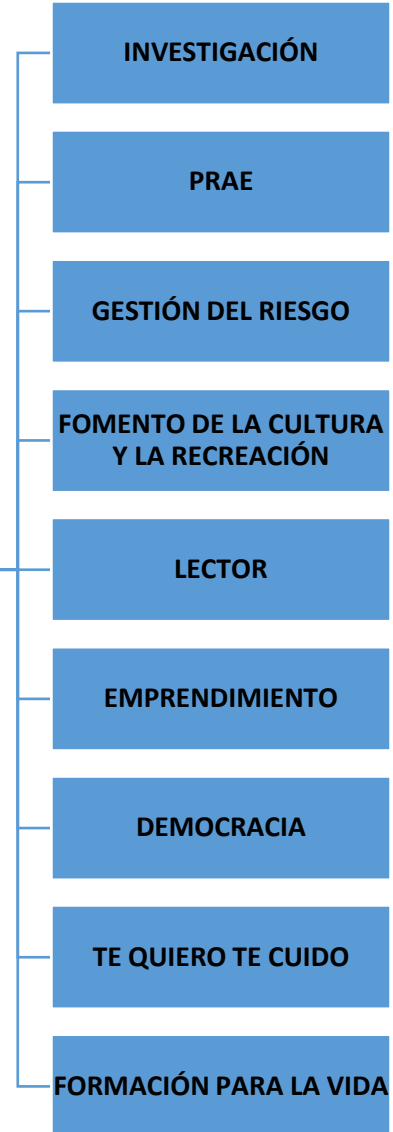 INVESTIGACIÓN
PRAE
GESTIÓN DEL RIESGO
FOMENTO DE LA CULTURA
Y LA RECREACIÓN
LECTOR
EMPRENDIMIENTO
DEMOCRACIA
TE QUIERO TE CUIDO
FORMACIÓN PARA LA VIDA